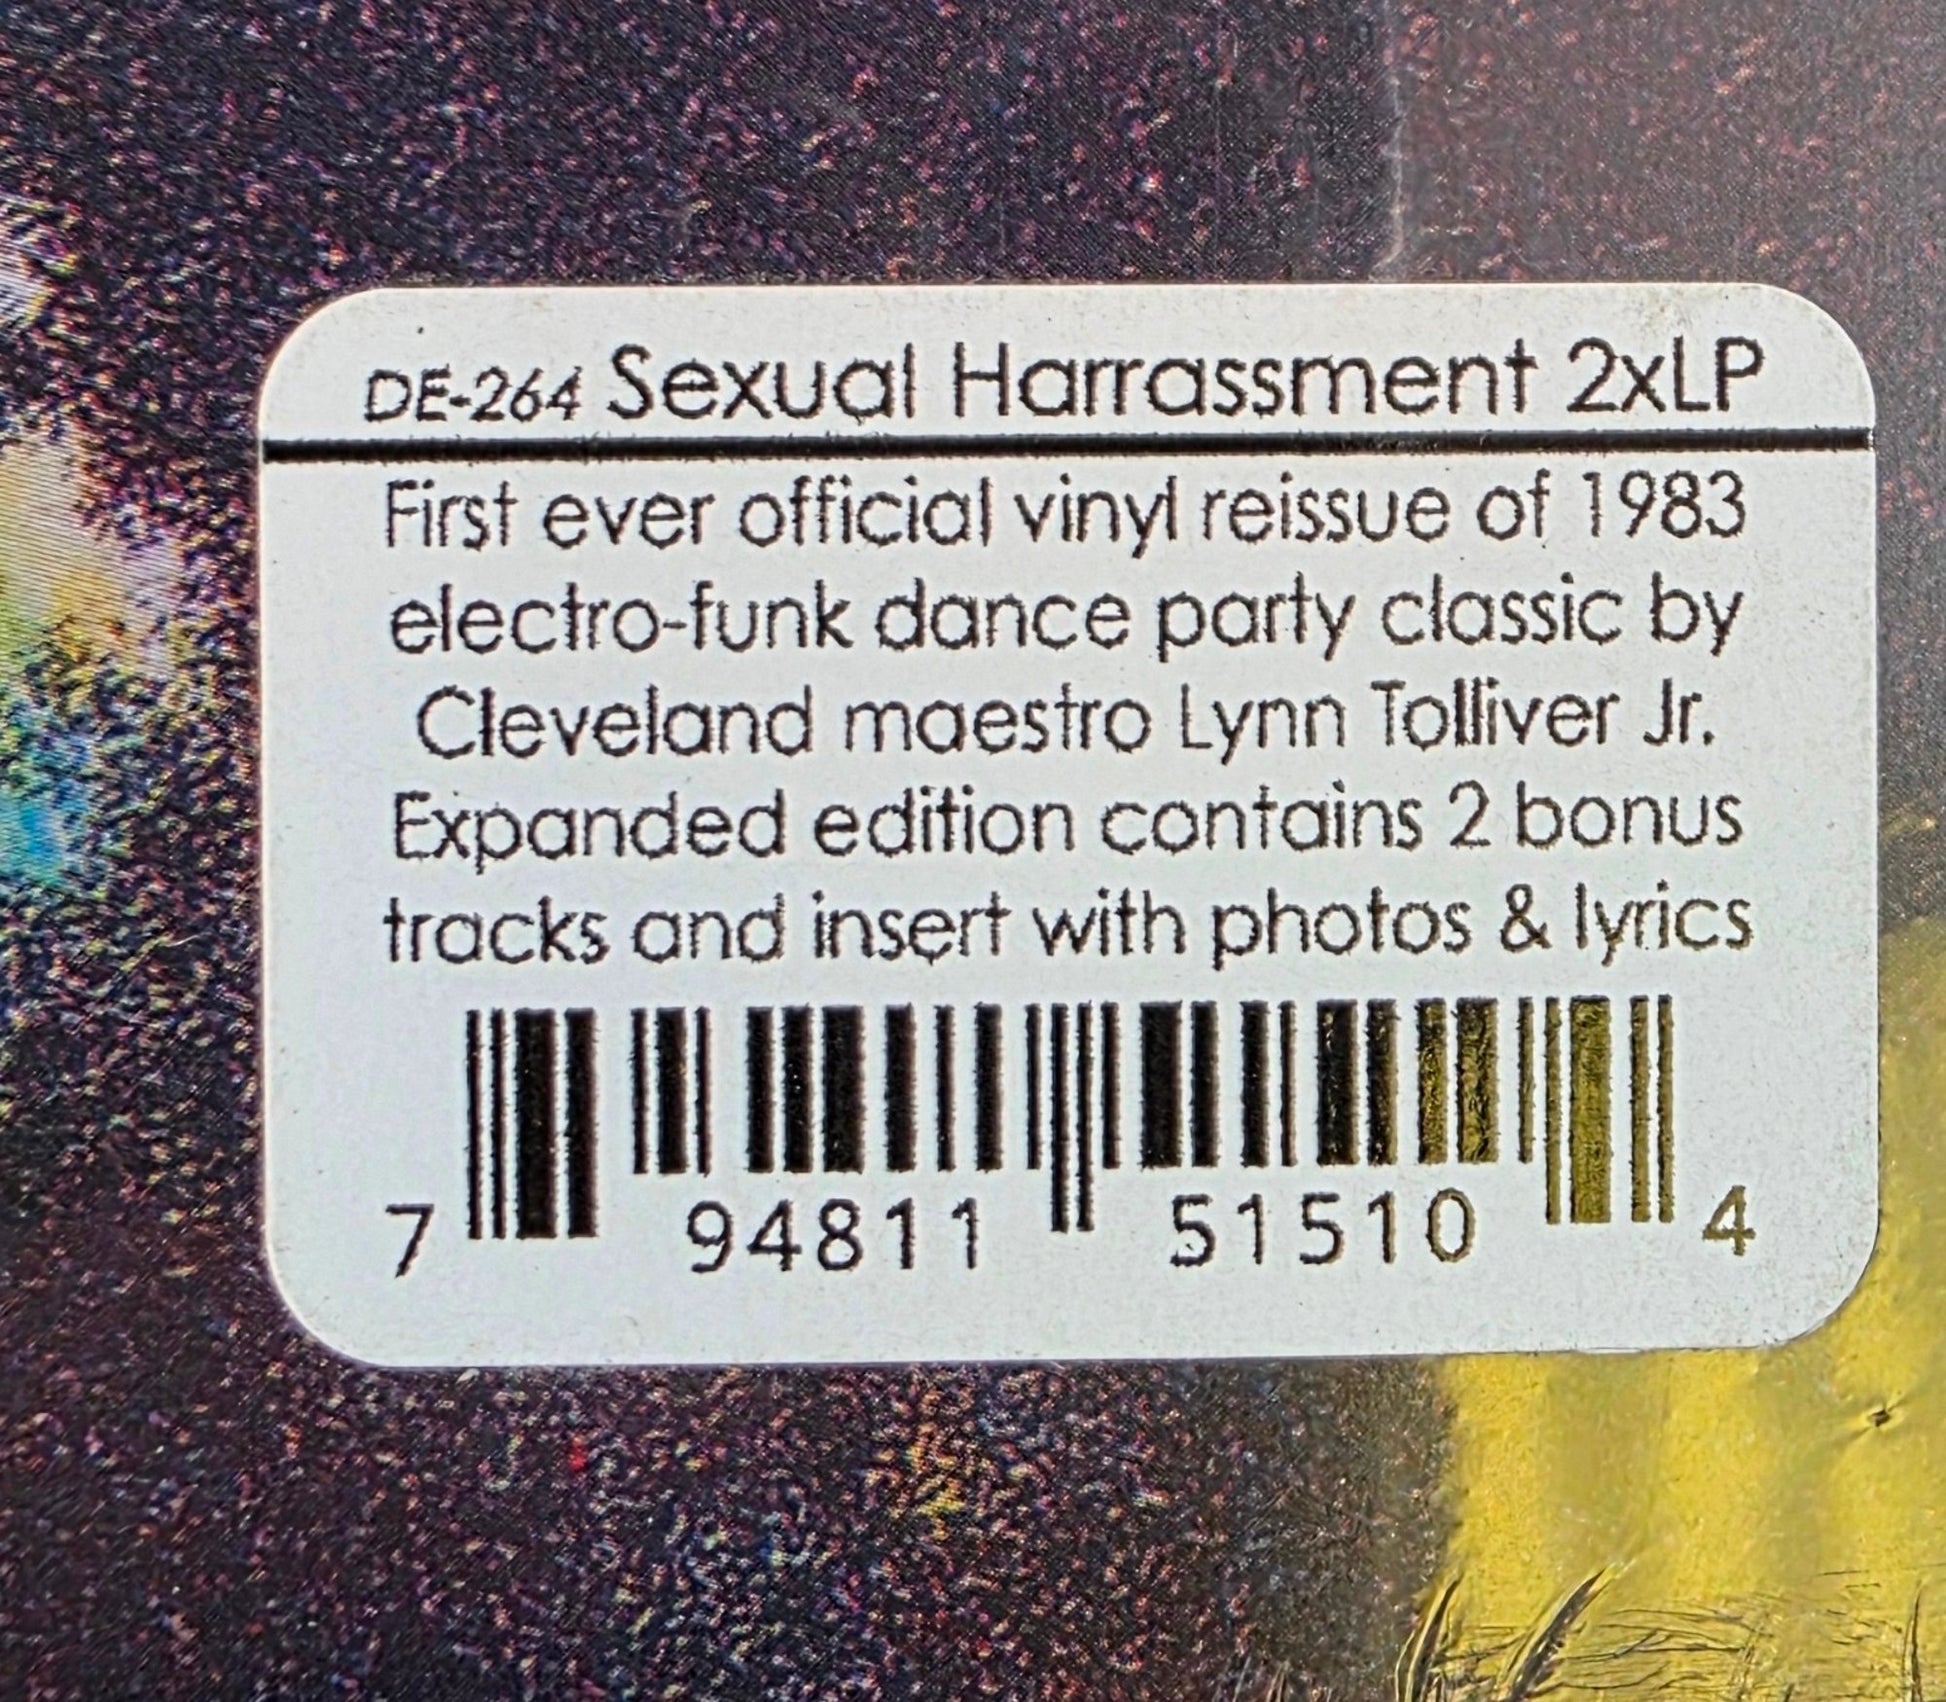 DE-264 Sexual Harrassment 2xLP
First ever official vinyl reissue of 1983
electro-funk dance party classic by
Cleveland maestro Lynn Tolliver Jr.
Expanded edition contains 2 bonus
tracks and insert with photos & lyrics
7 94811 51510 4